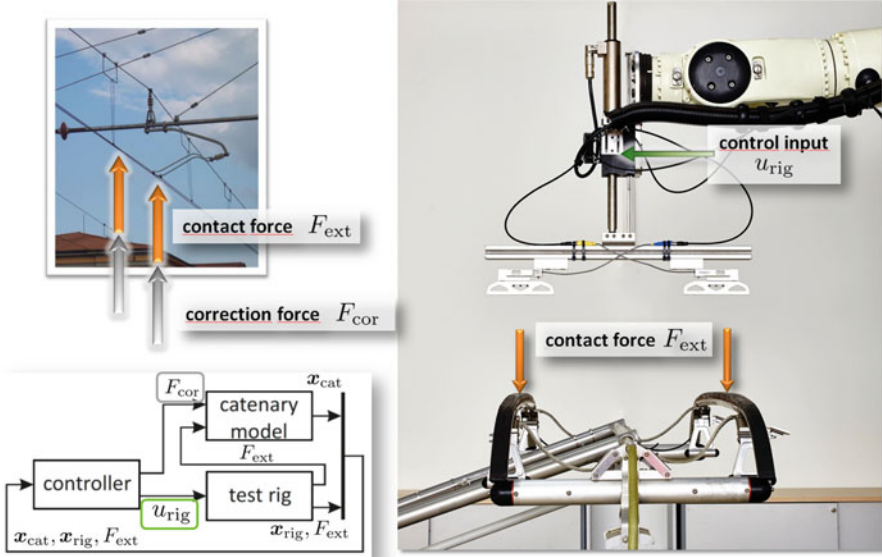 contact force F_ext
correction force F_cor
control input
u_rig
contact force F_ext
F_cor
x_cat
catenary
model
F_ext
controller
test rig
u_rig
x_cat, x_rig, F_ext
x_rig, F_ext